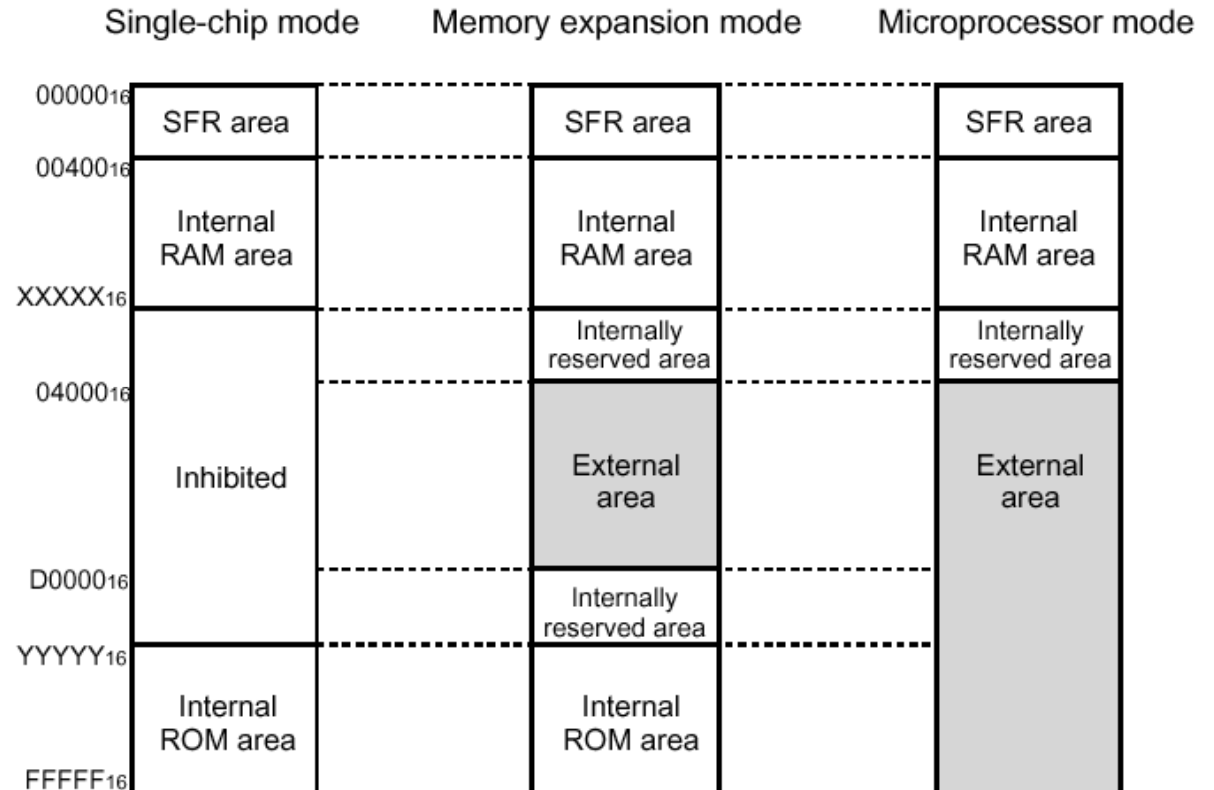 Single-chip mode Memory expansion mode Microprocessor mode
00000₁₆
SFR area SFR area SFR area
00400₁₆
Internal Internal Internal
RAM area RAM area RAM area
XXXXX₁₆
Internally Internally
reserved area reserved area
04000₁₆
Inhibited
External External
area area
D0000₁₆
Internally
reserved area
YYYYY₁₆
Internal Internal
ROM area ROM area
FFFFF₁₆